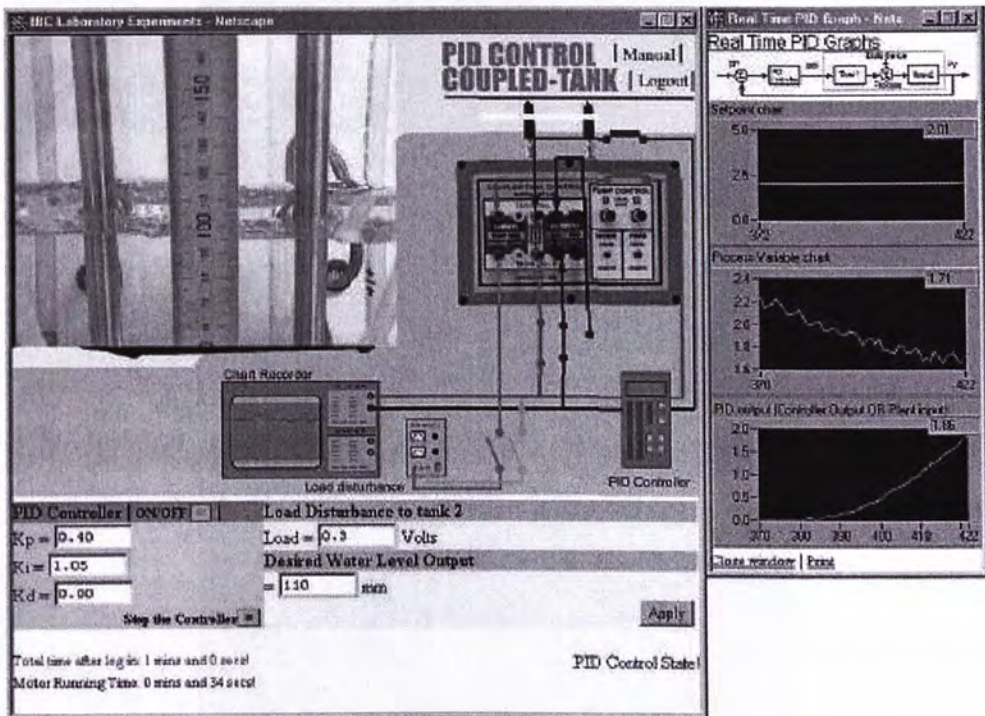 IRC Laboratory Experiments - Netscape
PID CONTROL
COUPLED-TANK
| Manual |
| Logout |
150
100
Chart Recorder
Load disturbance
PID Controller
PID Controller | ON/OFF |
Kp = 0.40
Ki = 1.05
Kd = 0.00
Stop the Controller
Load Disturbance to tank 2
Load = 0.3 Volts
Desired Water Level Output
= 110 mm
Apply
Total time after log in: 1 mins and 0 secs!
Motor Running Time: 0 mins and 34 secs!
PID Control State!
Real Time PID Graph - Nets
Real Time PID Graphs
Setpoint chart
2.01
5.0
2.5
0.0
372
422
Process Variable chart
1.71
2.4
2.2
2.0
1.8
1.6
370
422
PID output (Controller Output OR Plant input)
1.86
2.0
1.5
1.0
0.5
0.0
370 380 390 400 410 422
Close window | Print